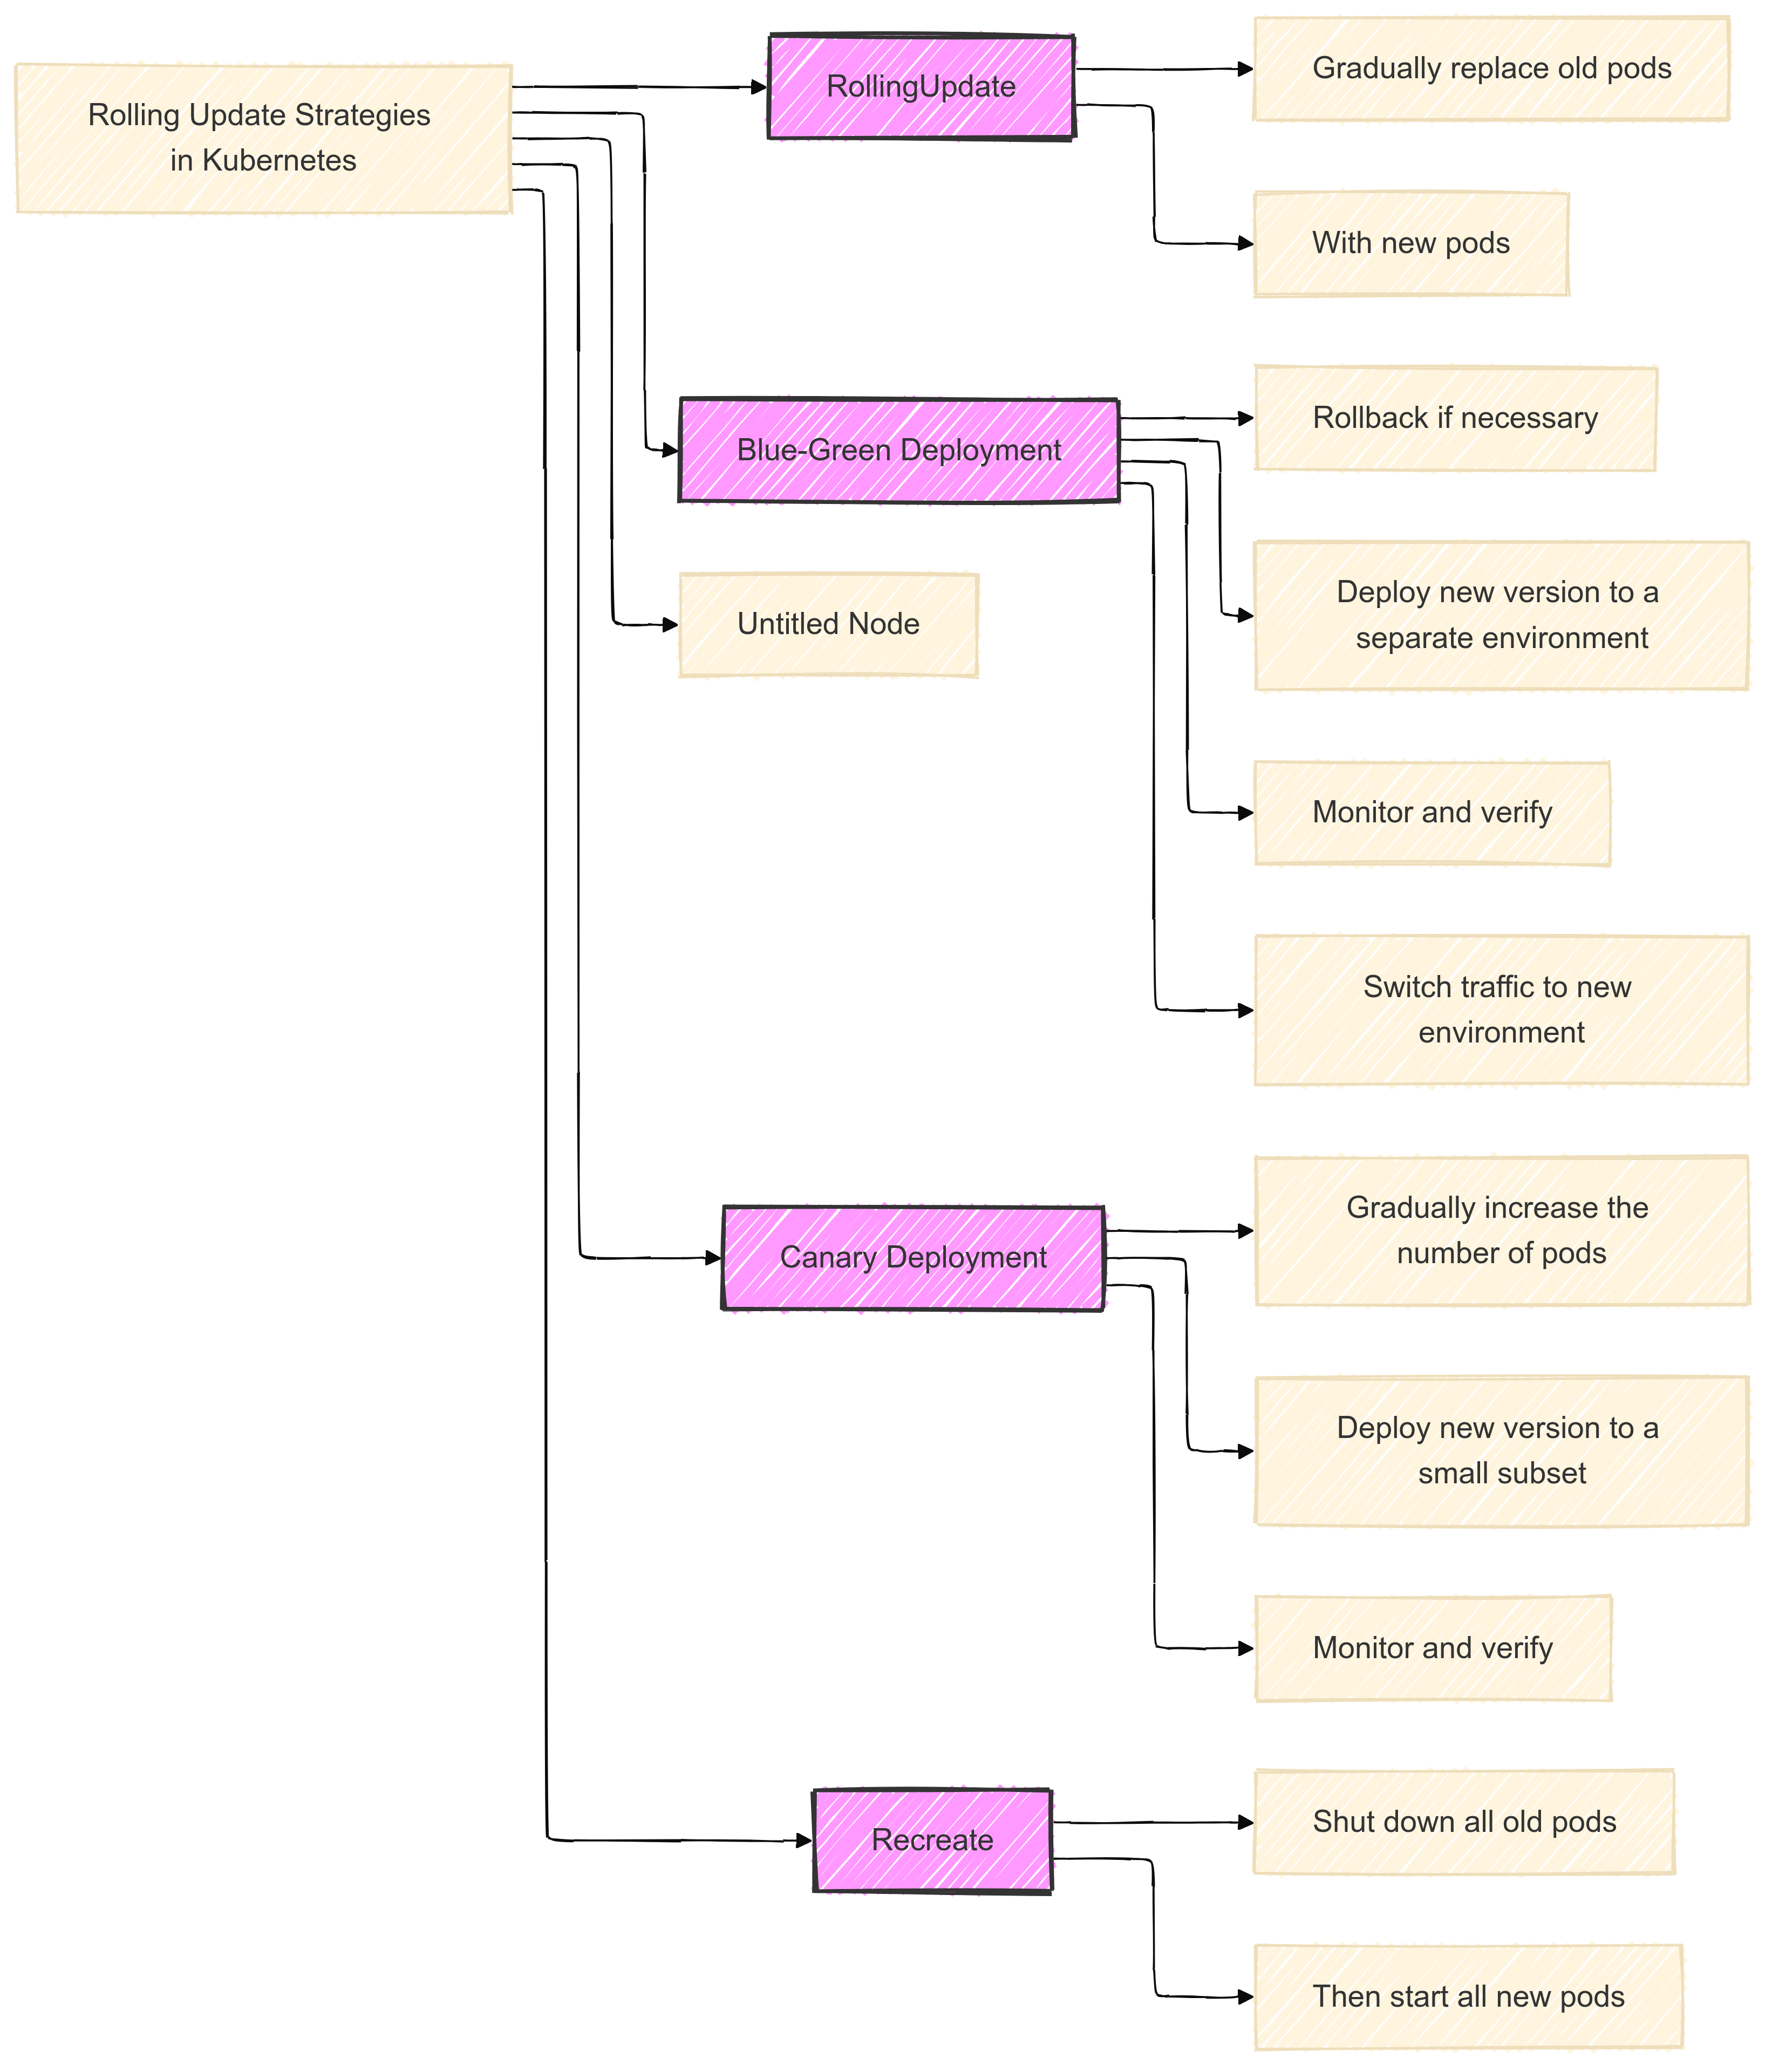 Rolling Update Strategies
in Kubernetes
RollingUpdate
Gradually replace old pods
With new pods
Blue-Green Deployment
Rollback if necessary
Deploy new version to a
separate environment
Monitor and verify
Switch traffic to new
environment
Untitled Node
Canary Deployment
Gradually increase the
number of pods
Deploy new version to a
small subset
Monitor and verify
Recreate
Shut down all old pods
Then start all new pods